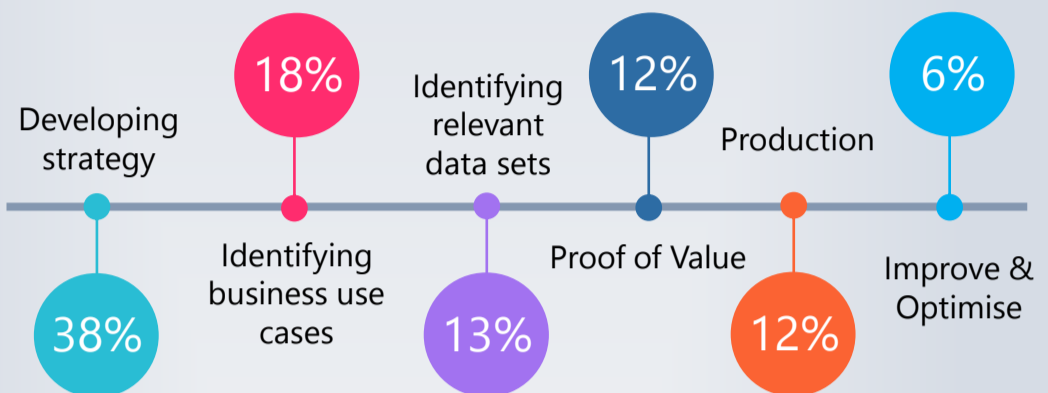 Developing
strategy
38%
18%
Identifying
business use
cases
Identifying
relevant
data sets
13%
12%
Proof of Value
Production
12%
6%
Improve &
Optimise